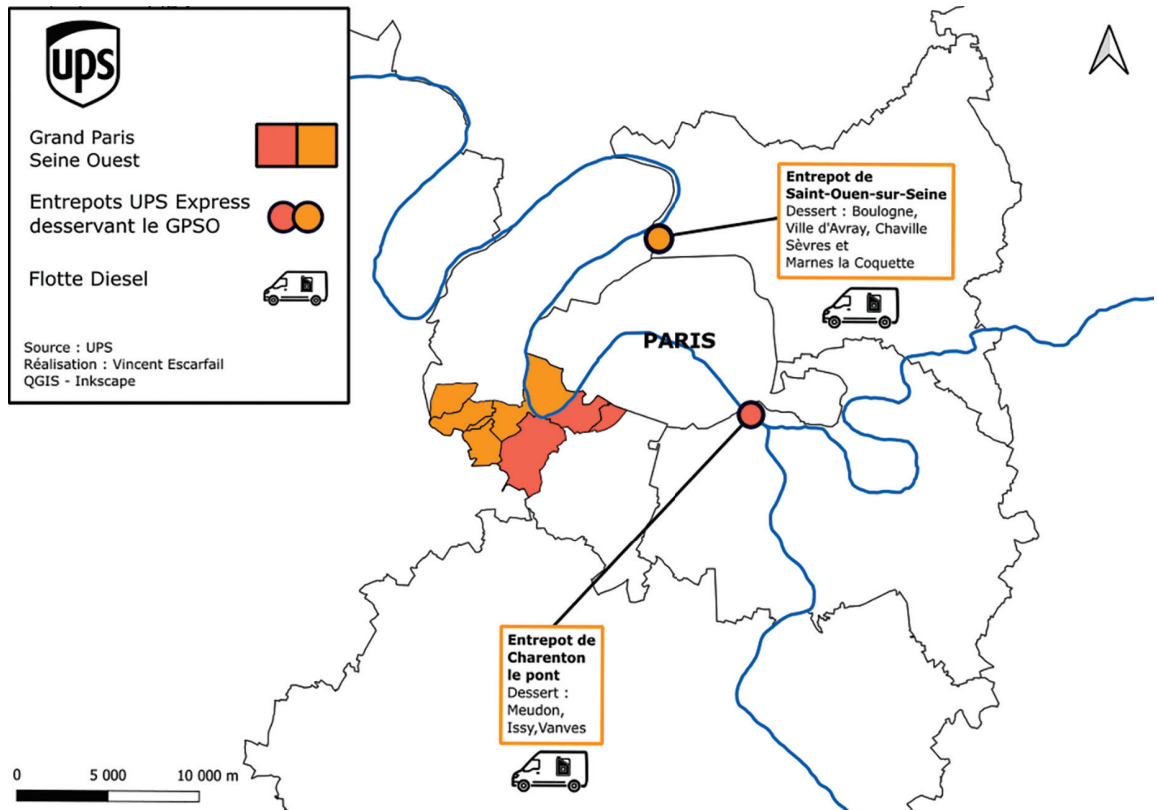 ups
Grand Paris
Seine Ouest
Entrepots UPS Express
desservant le GPSO
Flotte Diesel
Source : UPS
Réalisation : Vincent Escarfail
QGIS - Inkscape
Entrepot de
Saint-Ouen-sur-Seine
Dessert : Boulogne,
Ville d'Avray, Chaville
Sèvres et
Marnes la Coquette
PARIS
Entrepot de
Charenton
le pont
Dessert :
Meudon,
Issy,Vanves
0 5 000 10 000 m